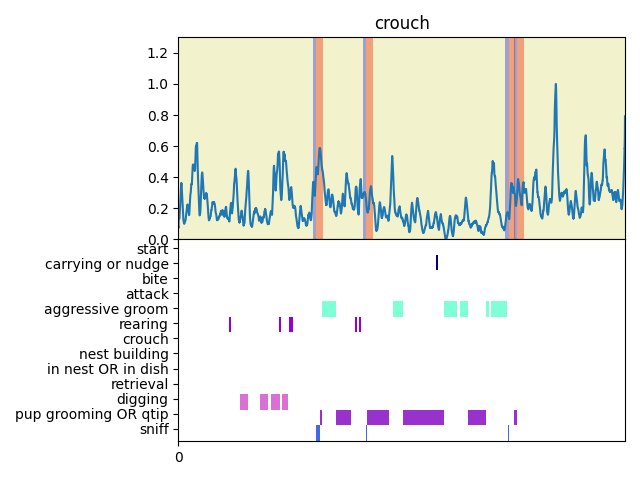 crouch
1.2
1.0
0.8
0.6
0.4
0.2
0.0
start
carrying or nudge
bite
attack
aggressive groom
rearing
crouch
nest building
in nest OR in dish
retrieval
digging
pup grooming OR qtip
sniff
0